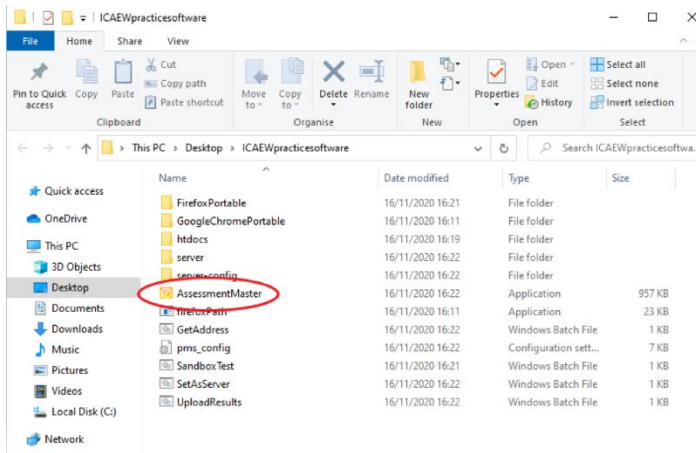 ICAEWpracticesoftware
File Home Share View
Pin to Quick access
Copy
Paste
Cut
Copy path
Paste shortcut
Clipboard
Move to
Copy to
Delete
Rename
Organise
New folder
New
Properties
Open
Edit
History
Open
Select all
Select none
Invert selection
Select
This PC > Desktop > ICAEWpracticesoftware
Search ICAEWpracticesoftwa...
Quick access
OneDrive
This PC
3D Objects
Desktop
Documents
Downloads
Music
Pictures
Videos
Local Disk (C:)
Network
Name Date modified Type Size
FirefoxPortable 16/11/2020 16:21 File folder
GoogleChromePortable 16/11/2020 16:11 File folder
htdocs 16/11/2020 16:19 File folder
server 16/11/2020 16:22 File folder
server-config 16/11/2020 16:22 File folder
AssessmentMaster 16/11/2020 16:22 Application 957 KB
firefoxPath 16/11/2020 16:11 Application 23 KB
GetAddress 16/11/2020 16:22 Windows Batch File 1 KB
pms_config 16/11/2020 16:22 Configuration sett... 7 KB
SandboxTest 16/11/2020 16:21 Windows Batch File 1 KB
SetAsServer 16/11/2020 16:22 Windows Batch File 1 KB
UploadResults 16/11/2020 16:22 Windows Batch File 1 KB